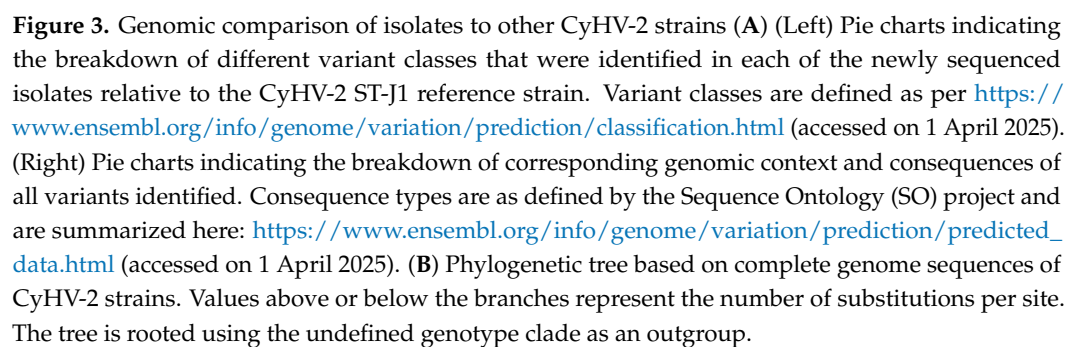 Figure 3. Genomic comparison of isolates to other CyHV-2 strains (A) (Left) Pie charts indicating
the breakdown of different variant classes that were identified in each of the newly sequenced
isolates relative to the CyHV-2 ST-J1 reference strain. Variant classes are defined as per https://
www.ensembl.org/info/genome/variation/prediction/classification.html (accessed on 1 April 2025).
(Right) Pie charts indicating the breakdown of corresponding genomic context and consequences of
all variants identified. Consequence types are as defined by the Sequence Ontology (SO) project and
are summarized here: https://www.ensembl.org/info/genome/variation/prediction/predicted_
data.html (accessed on 1 April 2025). (B) Phylogenetic tree based on complete genome sequences of
CyHV-2 strains. Values above or below the branches represent the number of substitutions per site.
The tree is rooted using the undefined genotype clade as an outgroup.